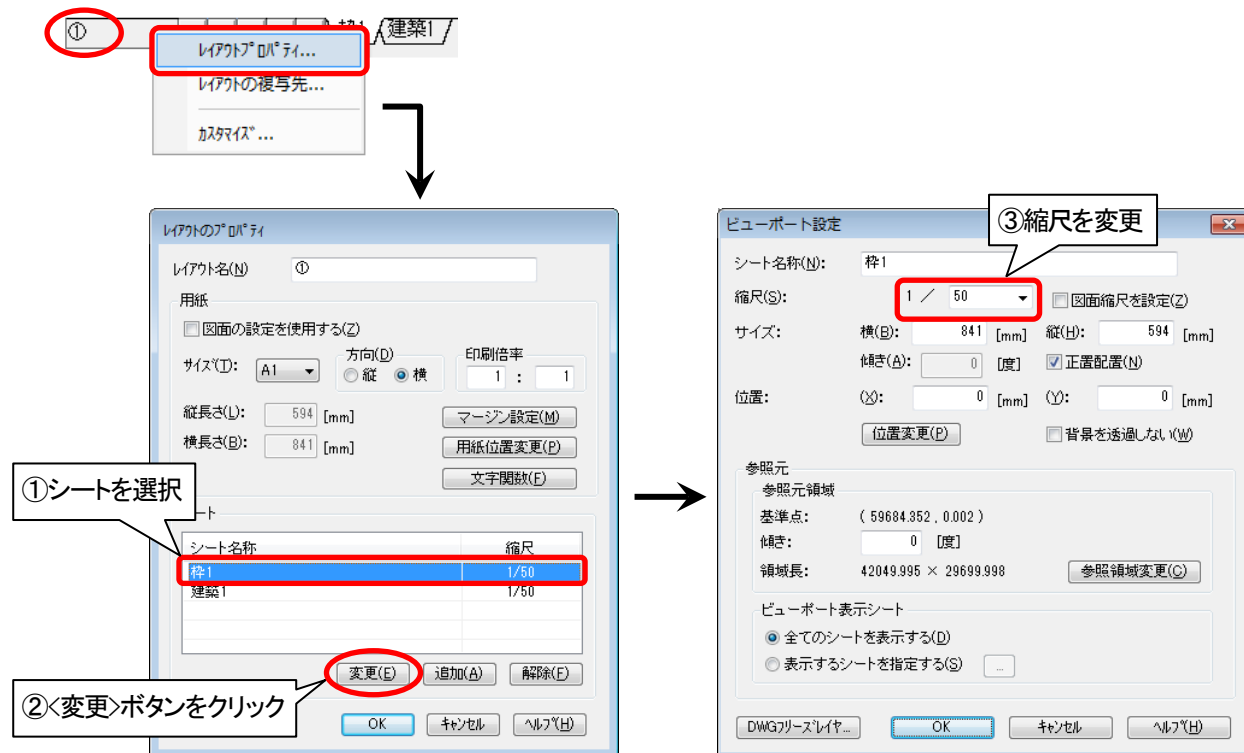 ①
枠1
建築1
ﾚｲｱｳﾄﾌﾟﾛﾊﾟﾃｨ...
ﾚｲｱｳﾄの複写先...
ｶｽﾀﾏｲｽﾞ...
ﾚｲｱｳﾄのﾌﾟﾛﾊﾟﾃｨ
ﾚｲｱｳﾄ名(N) ①
用紙
図面の設定を使用する(Z)
ｻｲｽﾞ(T): A1 方向(D) 縦 横 印刷倍率 1 : 1
縦長さ(L): 594 [mm] マージン設定(M)
横長さ(B): 841 [mm] 用紙位置変更(P)
文字関数(F)
①シートを選択
ート
シート名称 縮尺
枠1 1/50
建築1 1/50
変更(E) 追加(A) 解除(F)
②<変更>ボタンをクリック
OK ｷｬﾝｾﾙ ﾍﾙﾌﾟ(H)
ビューポート設定
③縮尺を変更
シート名称(N): 枠1
縮尺(S): 1 ／ 50 図面縮尺を設定(Z)
サイズ: 横(B): 841 [mm] 縦(H): 594 [mm]
傾き(A): 0 [度] 正置配置(N)
位置: (X): 0 [mm] (Y): 0 [mm]
位置変更(P) 背景を透過しない(W)
参照元
参照元領域
基準点: ( 59684.352 , 0.002 )
傾き: 0 [度]
領域長: 42049.995 × 29699.998 参照領域変更(C)
ビューポート表示シート
全てのシートを表示する(D)
表示するシートを指定する(S) ...
DWGﾌﾘｰｽﾞﾚｲﾔ... OK ｷｬﾝｾﾙ ﾍﾙﾌﾟ(H)